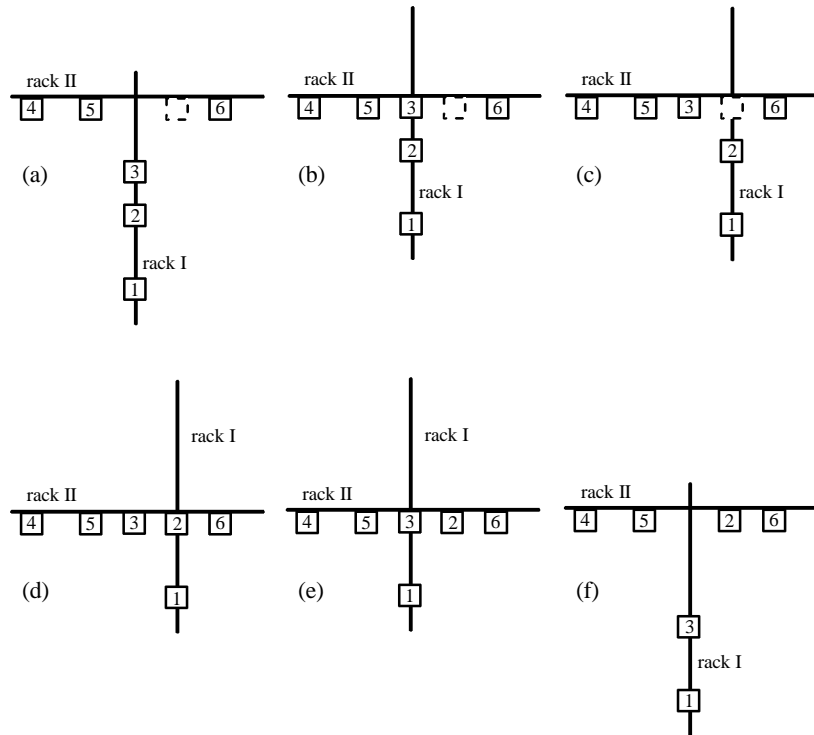 rack II
4 5 6
3
(a)
2
rack I
1
rack II
4 5 3 6
2
(b)
rack I
1
rack II
4 5 3 6
2
(c)
rack I
1
rack I
rack II
4 5 3 2 6
(d)
1
rack I
rack II
4 5 3 2 6
(e)
1
rack II
4 5 2 6
(f)
3
rack I
1